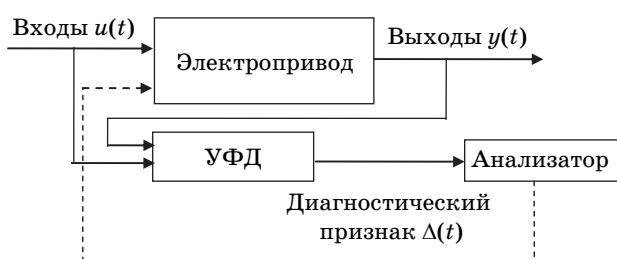 Входы u(t)
Электропривод
Выходы y(t)
УФД
Анализатор
Диагностический
признак Δ(t)